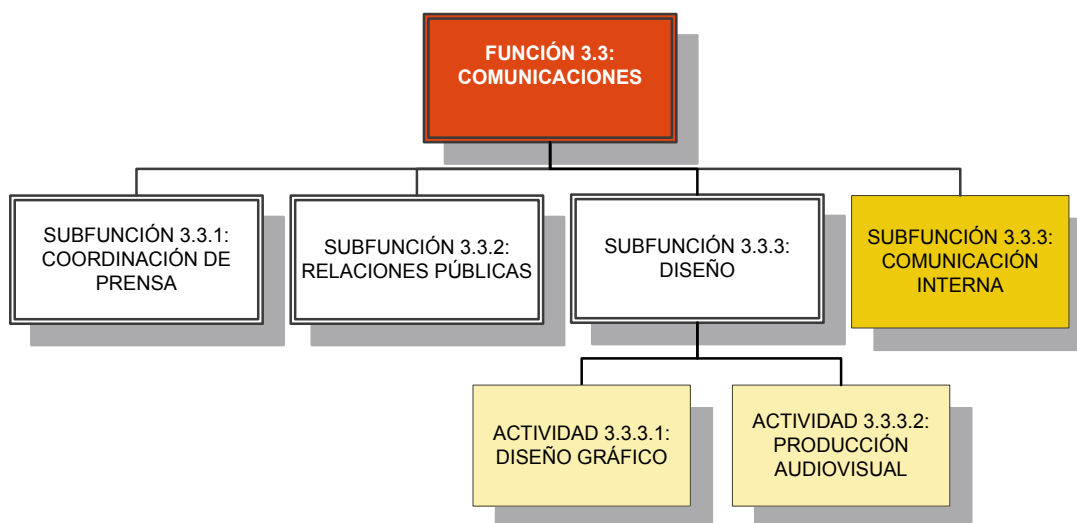 FUNCIÓN 3.3:
COMUNICACIONES
SUBFUNCIÓN 3.3.1:
COORDINACIÓN DE
PRENSA
SUBFUNCIÓN 3.3.2:
RELACIONES PÚBLICAS
SUBFUNCIÓN 3.3.3:
DISEÑO
SUBFUNCIÓN 3.3.3:
COMUNICACIÓN
INTERNA
ACTIVIDAD 3.3.3.1:
DISEÑO GRÁFICO
ACTIVIDAD 3.3.3.2:
PRODUCCIÓN
AUDIOVISUAL